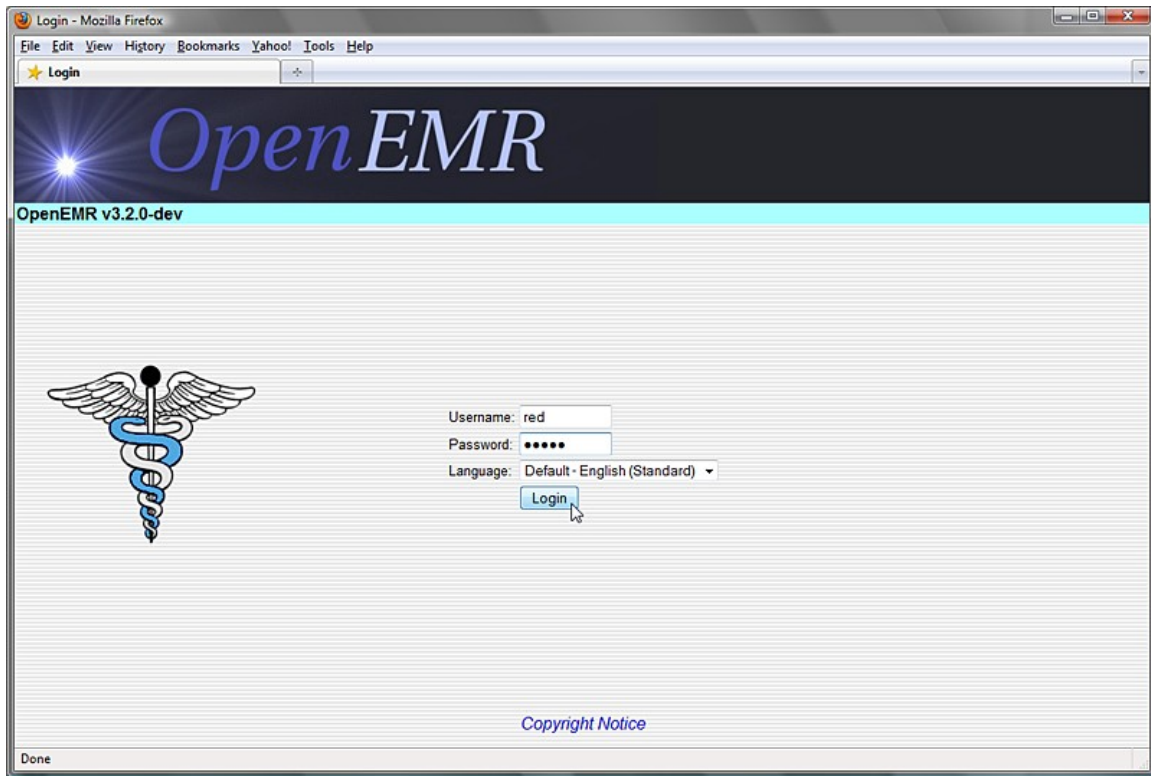 Login - Mozilla Firefox
File Edit View History Bookmarks Yahoo! Tools Help
Login
OpenEMR
OpenEMR v3.2.0-dev
Username: red
Password: •••••
Language: Default - English (Standard)
Login
Copyright Notice
Done